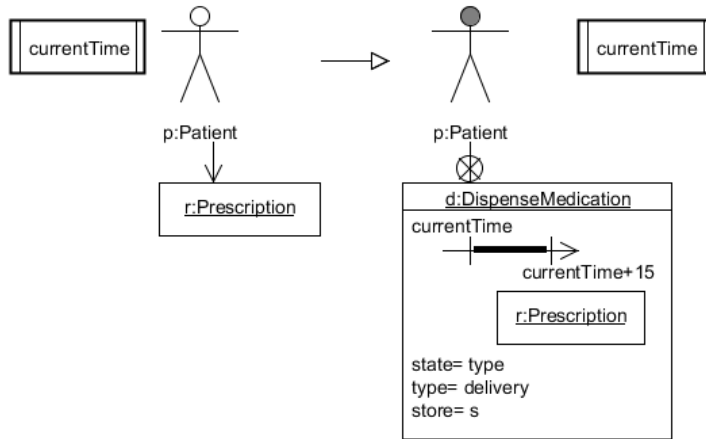 currentTime
currentTime
p:Patient
p:Patient
r:Prescription
d:DispenseMedication
currentTime
currentTime+15
r:Prescription
state= type
type= delivery
store= s